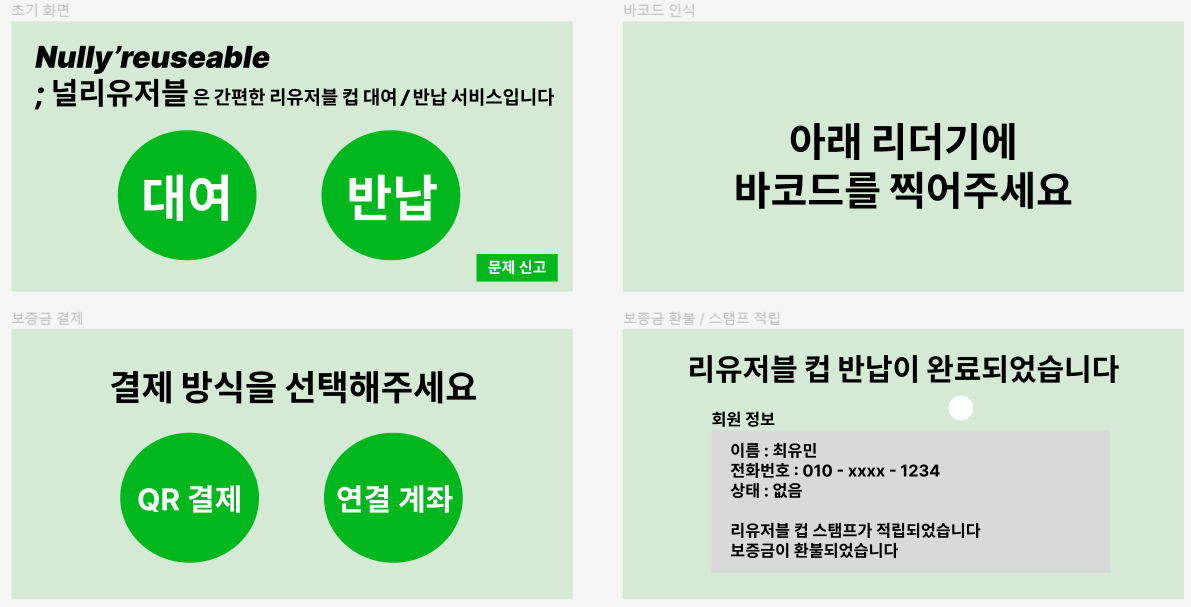 초기 화면
Nully’reuseable
; 널리유저블 은 간편한 리유저블 컵 대여 / 반납 서비스입니다
대여
반납
문제 신고
바코드 인식
아래 리더기에
바코드를 찍어주세요
보증금 결제
결제 방식을 선택해주세요
QR 결제
연결 계좌
보증금 환불 / 스탬프 적립
리유저블 컵 반납이 완료되었습니다
회원 정보
이름 : 최유민
전화번호 : 010 - xxxx - 1234
상태 : 없음
리유저블 컵 스탬프가 적립되었습니다
보증금이 환불되었습니다